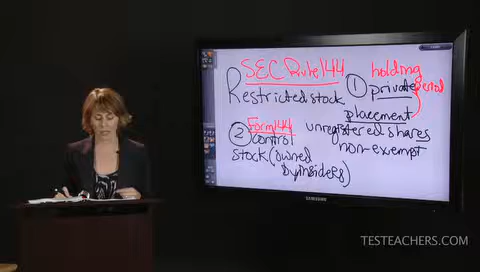 SEC Rule 144
holding
period
Restricted stock
① private
placement
Form 144
unregistered shares
② control
non-exempt
stock (owned
by insiders)
SAMSUNG
TESTEACHERS.COM